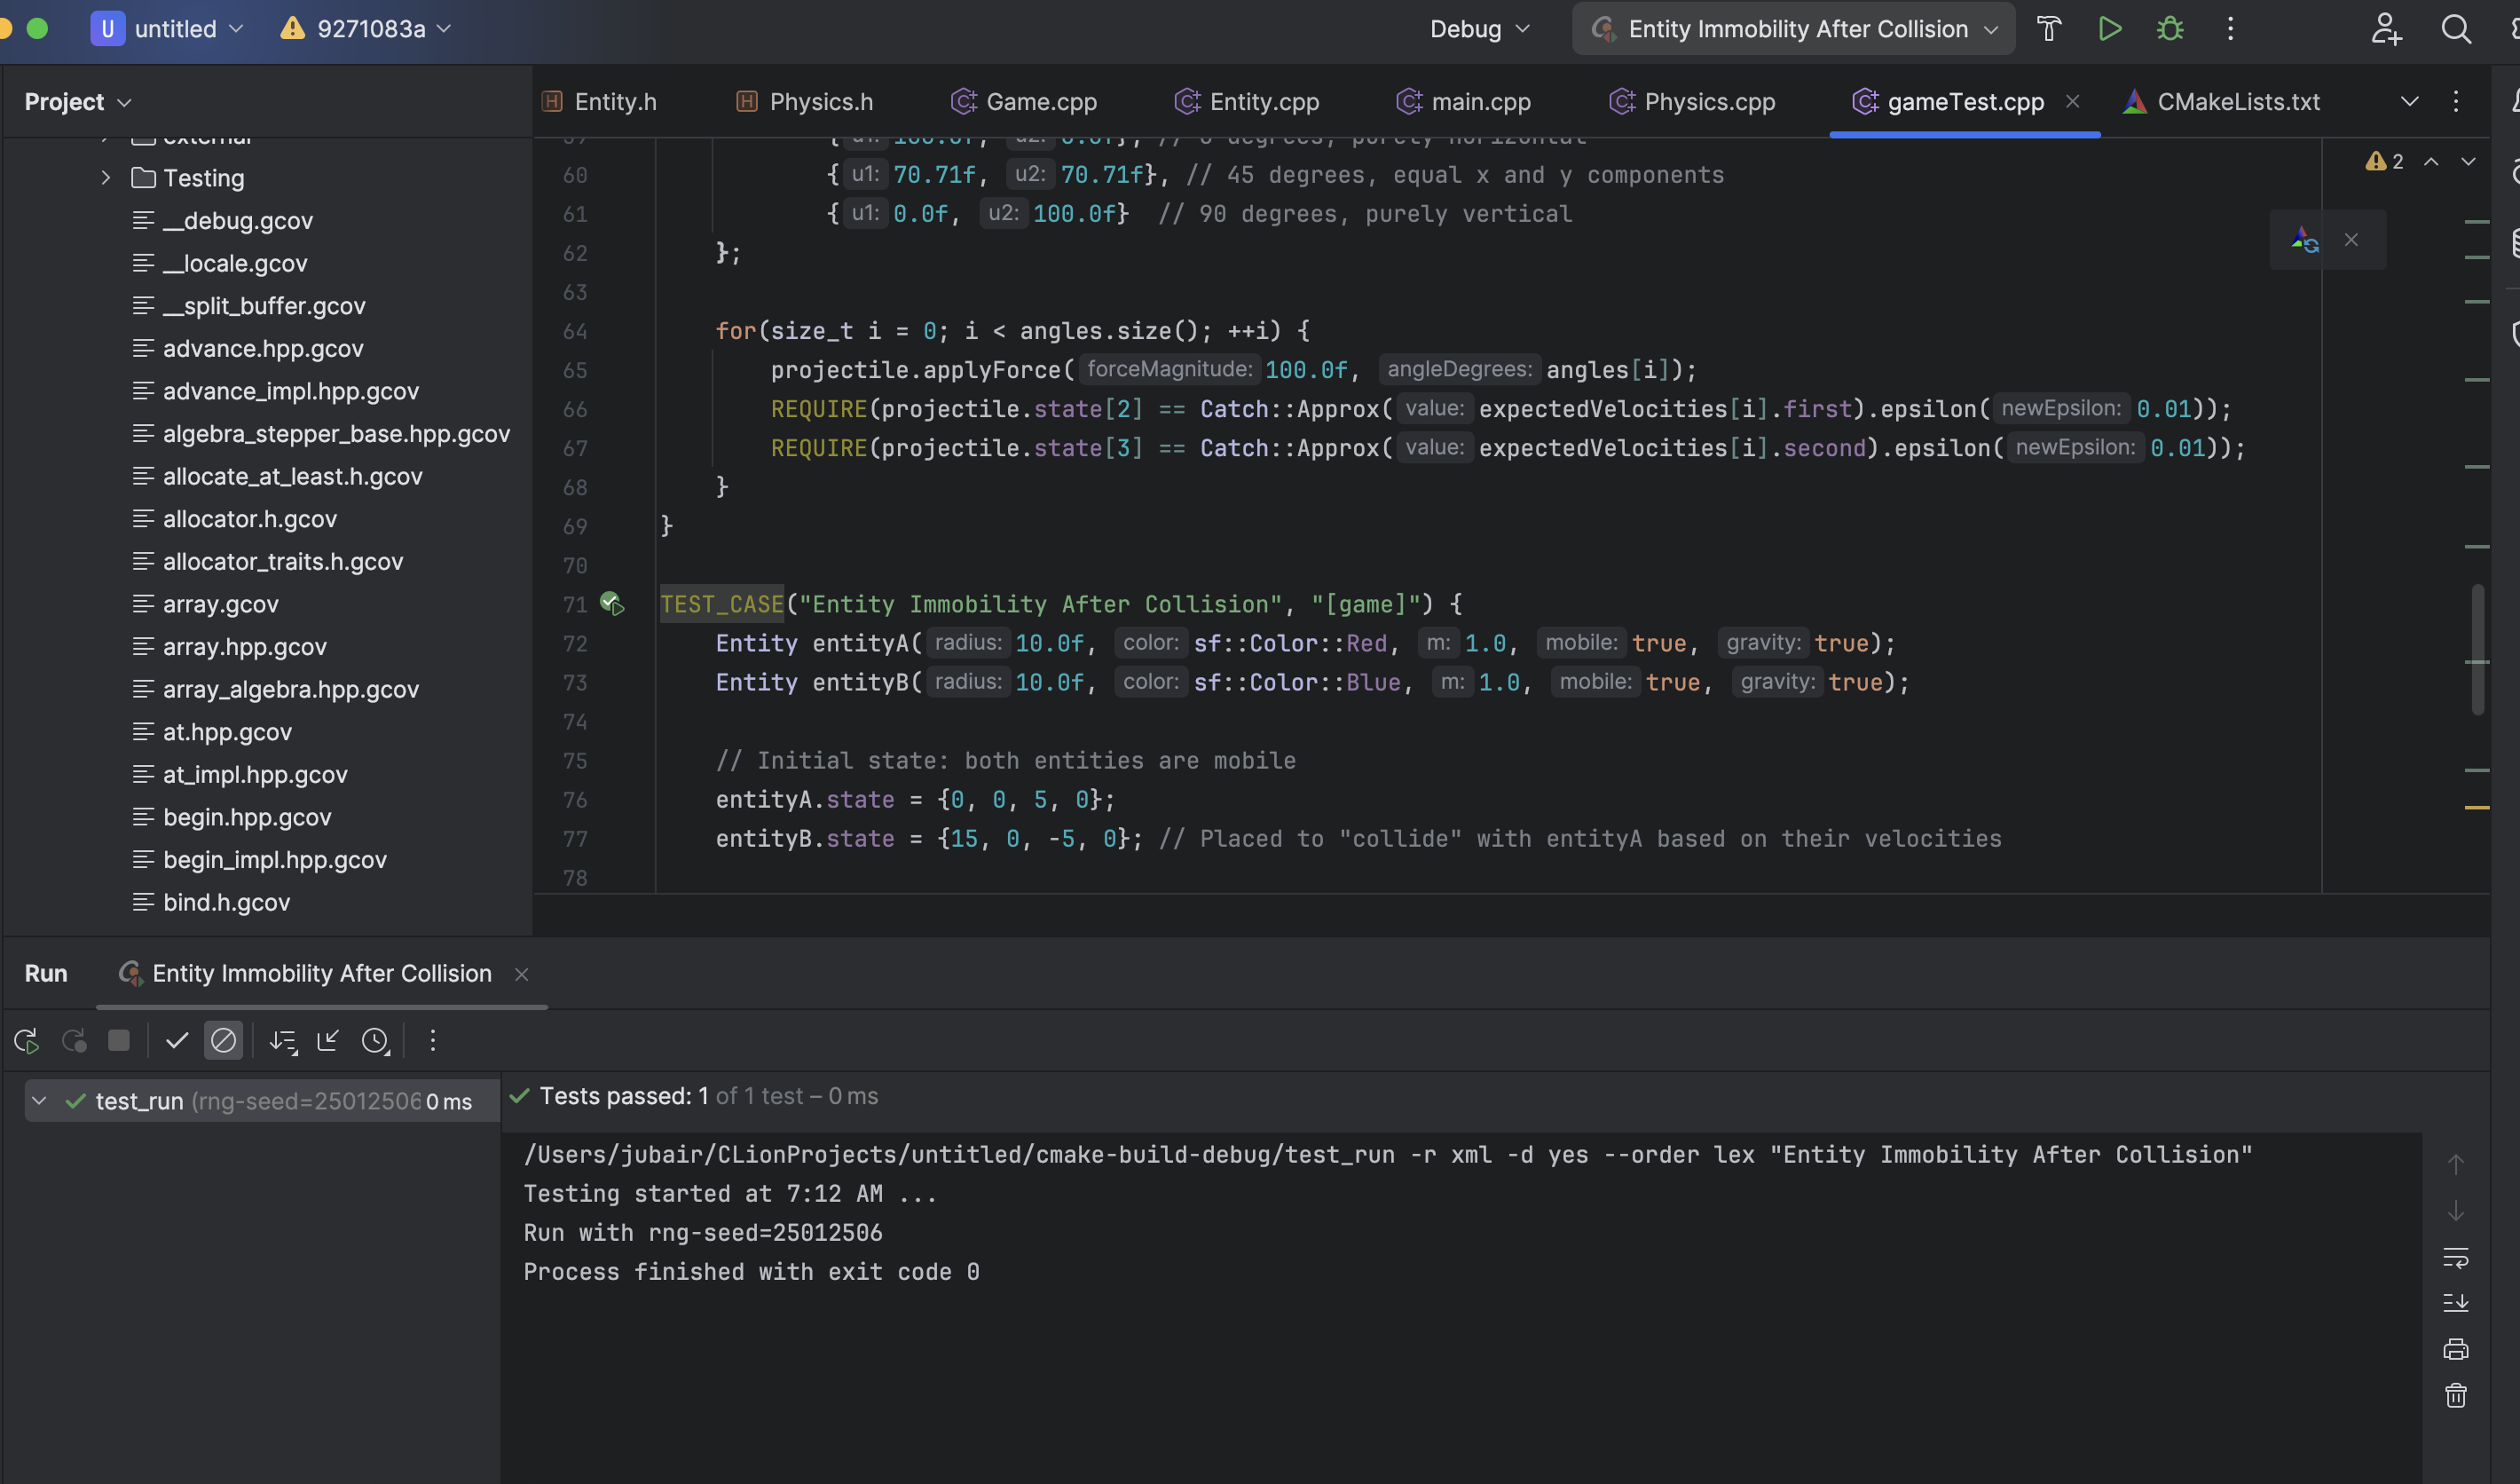 U untitled 9271083a Debug Entity Immobility After Collision
Project
Entity.h Physics.h Game.cpp Entity.cpp main.cpp Physics.cpp gameTest.cpp CMakeLists.txt
external
Testing
__debug.gcov
__locale.gcov
__split_buffer.gcov
advance.hpp.gcov
advance_impl.hpp.gcov
algebra_stepper_base.hpp.gcov
allocate_at_least.h.gcov
allocator.h.gcov
allocator_traits.h.gcov
array.gcov
array.hpp.gcov
array_algebra.hpp.gcov
at.hpp.gcov
at_impl.hpp.gcov
begin.hpp.gcov
begin_impl.hpp.gcov
bind.h.gcov
59 { u1: 100.0f, u2: 0.0f}, // 0 degrees, purely horizontal
60 { u1: 70.71f, u2: 70.71f}, // 45 degrees, equal x and y components
61 { u1: 0.0f, u2: 100.0f} // 90 degrees, purely vertical
62 };
63
64 for(size_t i = 0; i < angles.size(); ++i) {
65 projectile.applyForce( forceMagnitude: 100.0f, angleDegrees: angles[i]);
66 REQUIRE(projectile.state[2] == Catch::Approx( value: expectedVelocities[i].first).epsilon( newEpsilon: 0.01));
67 REQUIRE(projectile.state[3] == Catch::Approx( value: expectedVelocities[i].second).epsilon( newEpsilon: 0.01));
68 }
69 }
70
71 TEST_CASE("Entity Immobility After Collision", "[game]") {
72 Entity entityA( radius: 10.0f, color: sf::Color::Red, m: 1.0, mobile: true, gravity: true);
73 Entity entityB( radius: 10.0f, color: sf::Color::Blue, m: 1.0, mobile: true, gravity: true);
74
75 // Initial state: both entities are mobile
76 entityA.state = {0, 0, 5, 0};
77 entityB.state = {15, 0, -5, 0}; // Placed to "collide" with entityA based on their velocities
78
2
Run Entity Immobility After Collision
test_run (rng-seed=25012506 0 ms
Tests passed: 1 of 1 test – 0 ms
/Users/jubair/CLionProjects/untitled/cmake-build-debug/test_run -r xml -d yes --order lex "Entity Immobility After Collision"
Testing started at 7:12 AM ...
Run with rng-seed=25012506
Process finished with exit code 0